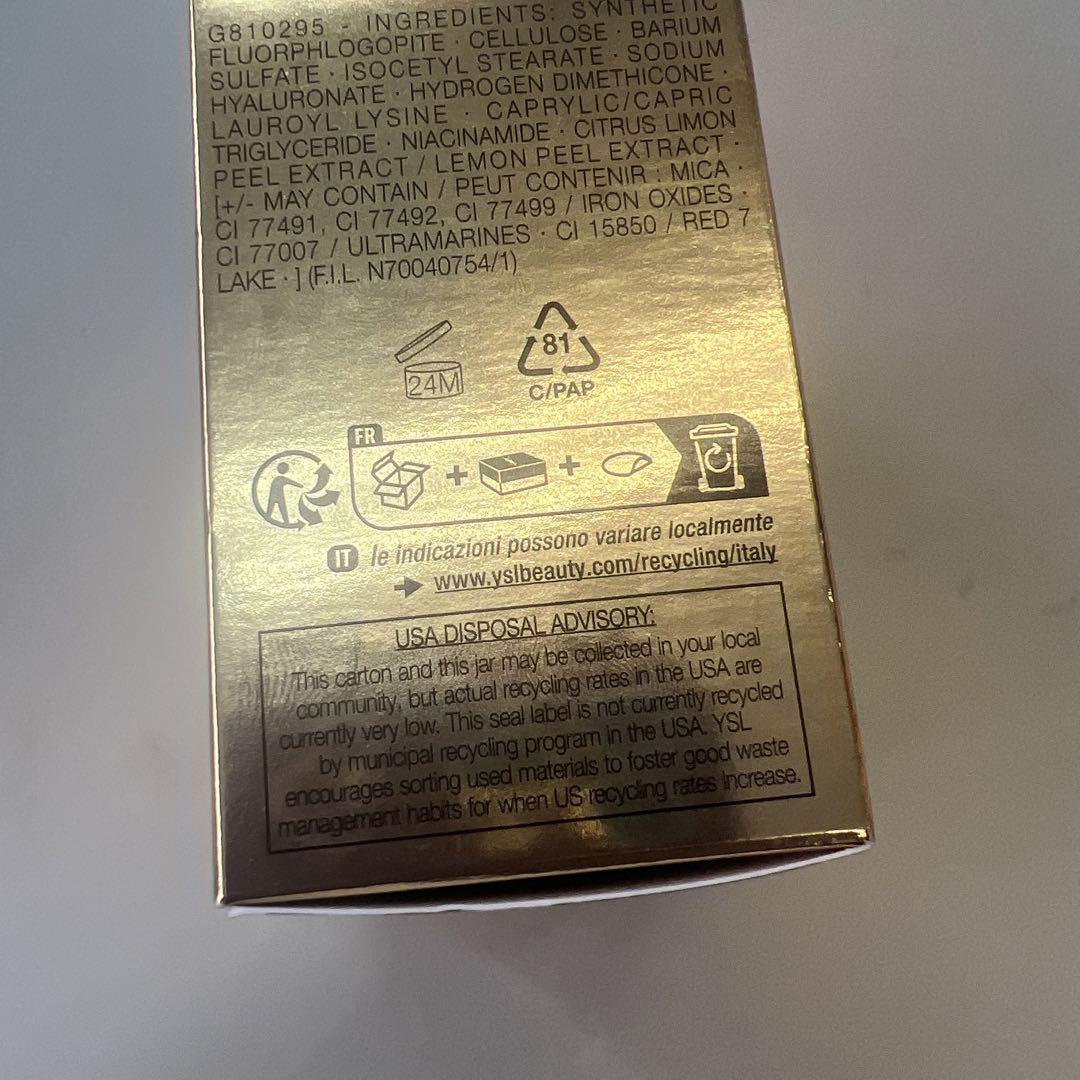 G810295 - INGREDIENTS: SYNTHETIC
FLUORPHLOGOPITE · CELLULOSE · BARIUM
SULFATE · ISOCETYL STEARATE · SODIUM
HYALURONATE · HYDROGEN DIMETHICONE ·
LAUROYL LYSINE · CAPRYLIC/CAPRIC
TRIGLYCERIDE · NIACINAMIDE · CITRUS LIMON
PEEL EXTRACT / LEMON PEEL EXTRACT ·
[+/- MAY CONTAIN / PEUT CONTENIR : MICA ·
CI 77491, CI 77492, CI 77499 / IRON OXIDES ·
CI 77007 / ULTRAMARINES · CI 15850 / RED 7
LAKE · ] (F.I.L. N70040754/1)
24M
81
C/PAP
FR
IT le indicazioni possono variare localmente
www.yslbeauty.com/recycling/italy
USA DISPOSAL ADVISORY:
This carton and this jar may be collected in your local
community, but actual recycling rates in the USA are
currently very low. This seal label is not currently recycled
by municipal recycling program in the USA. YSL
encourages sorting used materials to foster good waste
management habits for when US recycling rates increase.